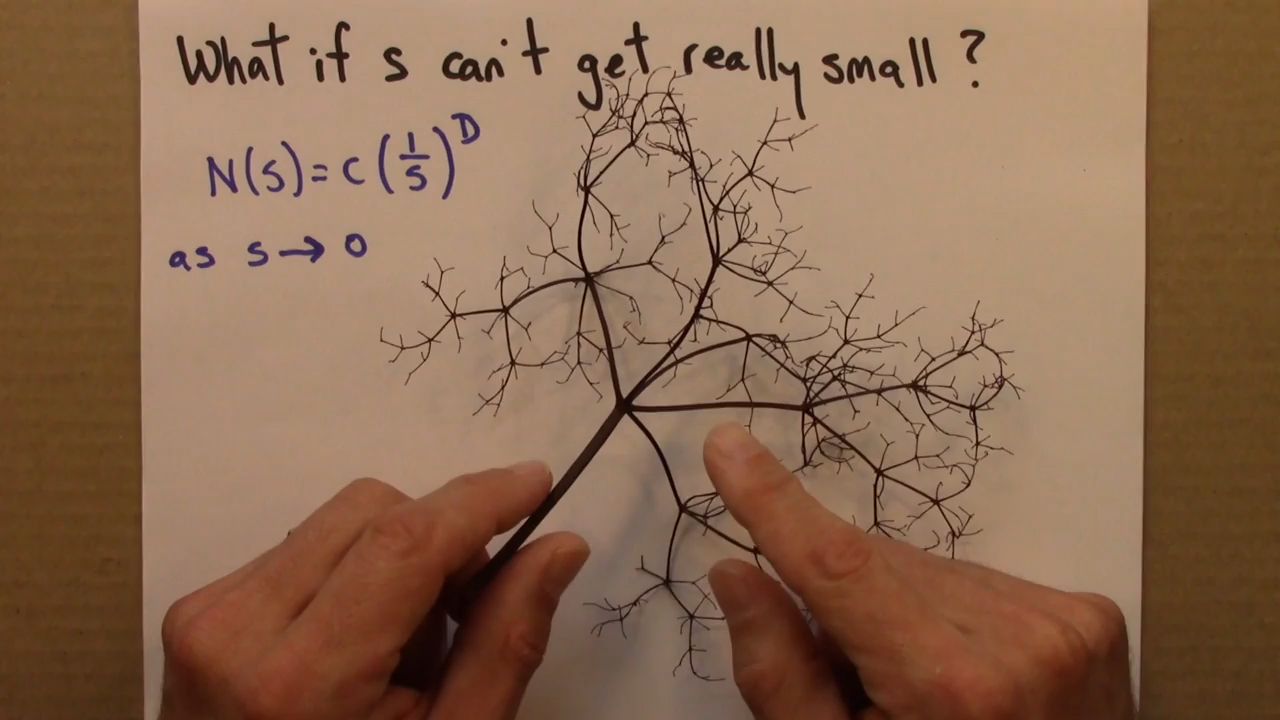 What if s can't get really small?
N(s) = c(1/s)^D
as s → 0